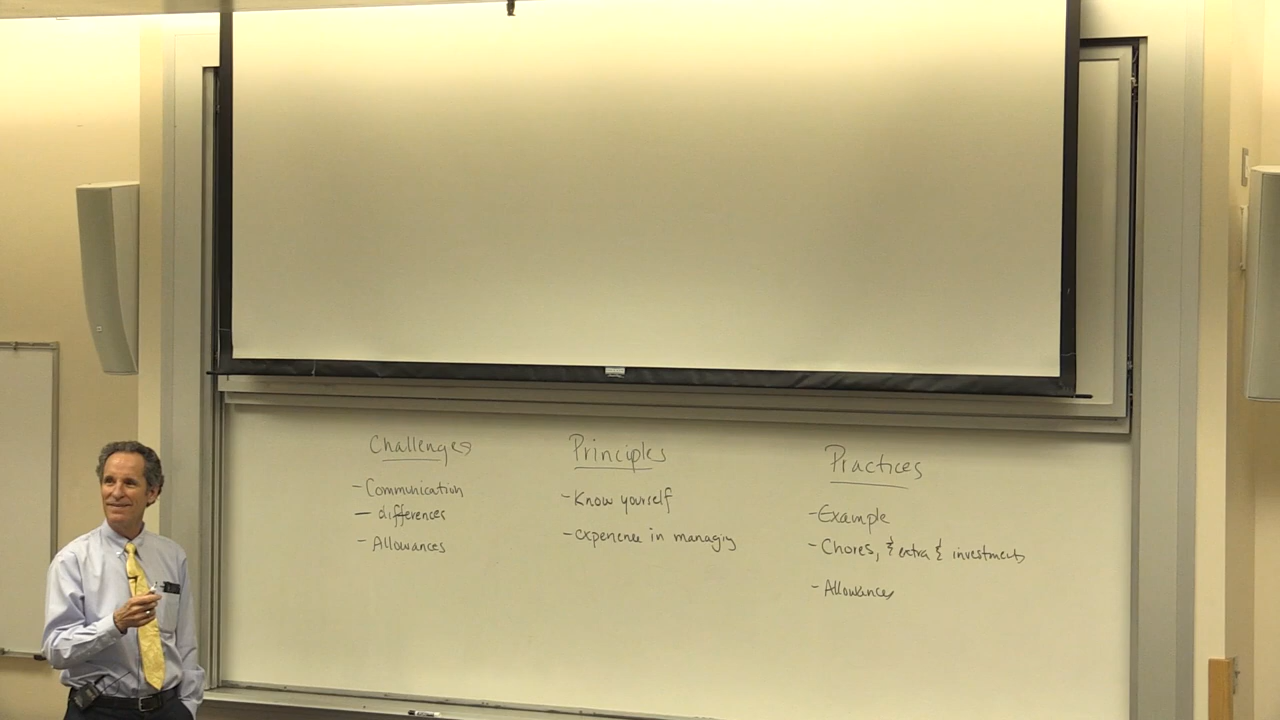 Challenges
- Communication
- differences
- Allowances
Principles
- Know yourself
- experience in managing
Practices
- Example
- Chores, & extra & investments
- Allowances